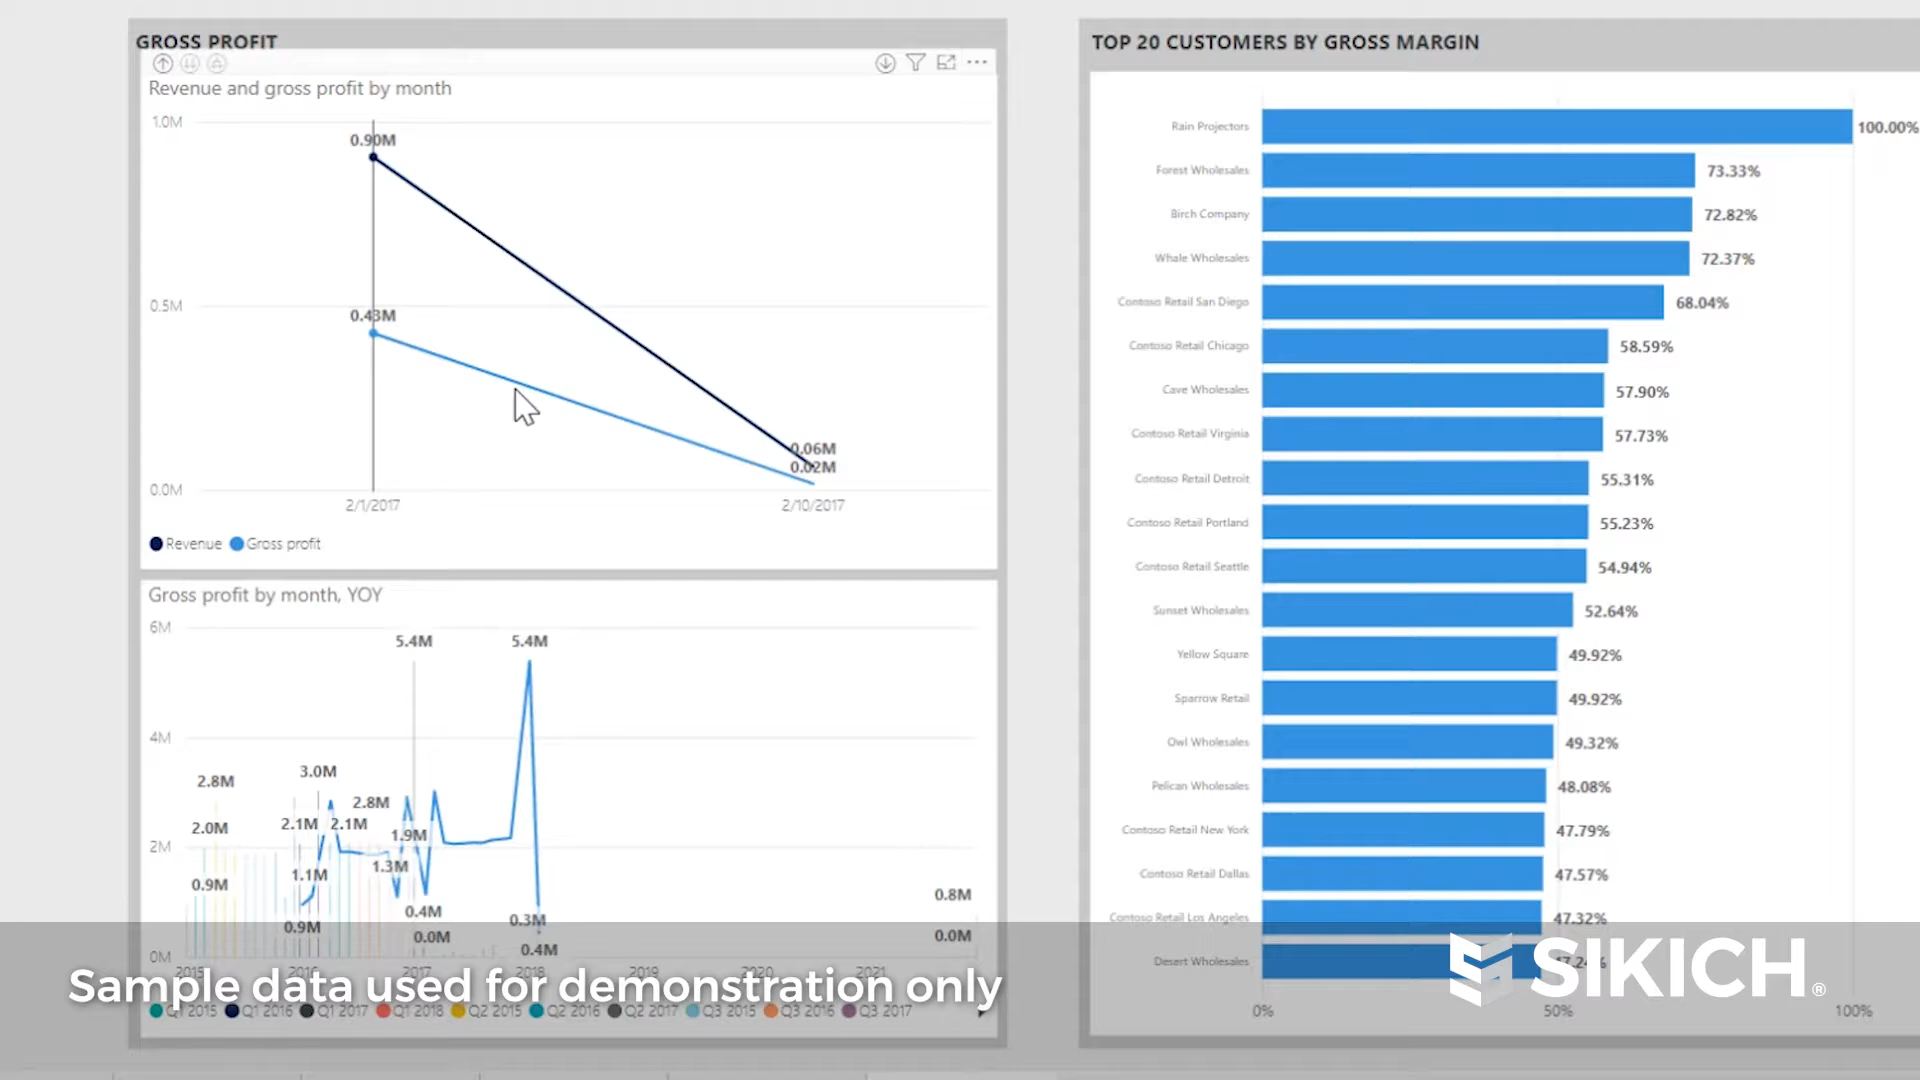 GROSS PROFIT
Revenue and gross profit by month
1.0M
0.90M
0.5M
0.43M
0.06M
0.02M
0.0M
2/1/2017
2/10/2017
Revenue
Gross profit
Gross profit by month, YOY
6M
5.4M
5.4M
4M
2.8M
3.0M
2.8M
2.0M
2.1M
2.1M
1.9M
2M
1.3M
1.1M
0.9M
0.8M
0.4M
0.3M
0.9M
0.0M
0.0M
0.4M
0M
2015
2016
2017
2018
2019
2020
2021
Sample data used for demonstration only
Q1 2015
Q1 2016
Q1 2017
Q1 2018
Q2 2015
Q2 2016
Q2 2017
Q3 2015
Q3 2016
Q3 2017
TOP 20 CUSTOMERS BY GROSS MARGIN
Rain Projectors 100.00%
Forest Wholesales 73.33%
Birch Company 72.82%
Whale Wholesales 72.37%
Contoso Retail San Diego 68.04%
Contoso Retail Chicago 58.59%
Cave Wholesales 57.90%
Contoso Retail Virginia 57.73%
Contoso Retail Detroit 55.31%
Contoso Retail Portland 55.23%
Contoso Retail Seattle 54.94%
Sunset Wholesales 52.64%
Yellow Square 49.92%
Sparrow Retail 49.92%
Owl Wholesales 49.32%
Pelican Wholesales 48.08%
Contoso Retail New York 47.79%
Contoso Retail Dallas 47.57%
Contoso Retail Los Angeles 47.32%
Desert Wholesales
0%
50%
100%
SIKICH®